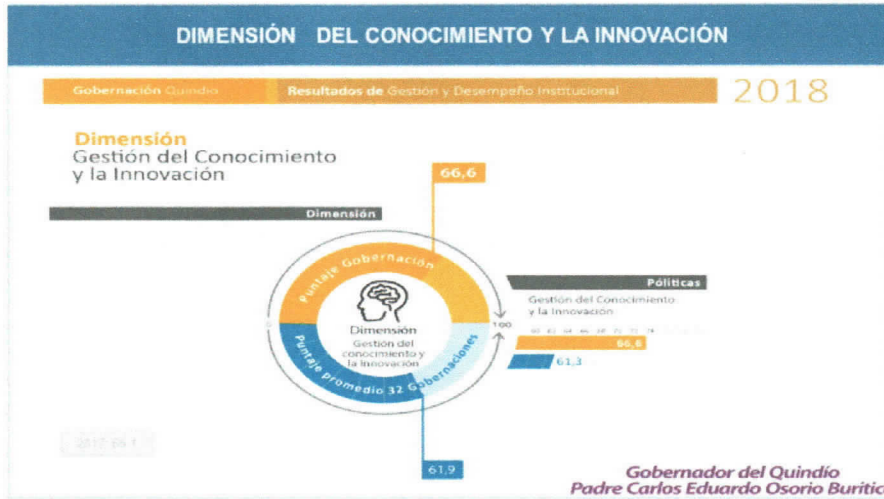 DIMENSIÓN DEL CONOCIMIENTO Y LA INNOVACIÓN
Gobernación Quindío
Resultados de Gestión y Desempeño Institucional
2018
Dimensión
Gestión del Conocimiento
y la Innovación
66,6
Dimensión
Puntaje Gobernación
Dimensión
Gestión del
conocimiento y
la Innovación
Puntaje promedio 32 Gobernaciones
100
61,9
Póliticas
Gestión del Conocimiento
y la Innovación
66,6
61,3
Gobernador del Quindío
Padre Carlos Eduardo Osorio Buritic